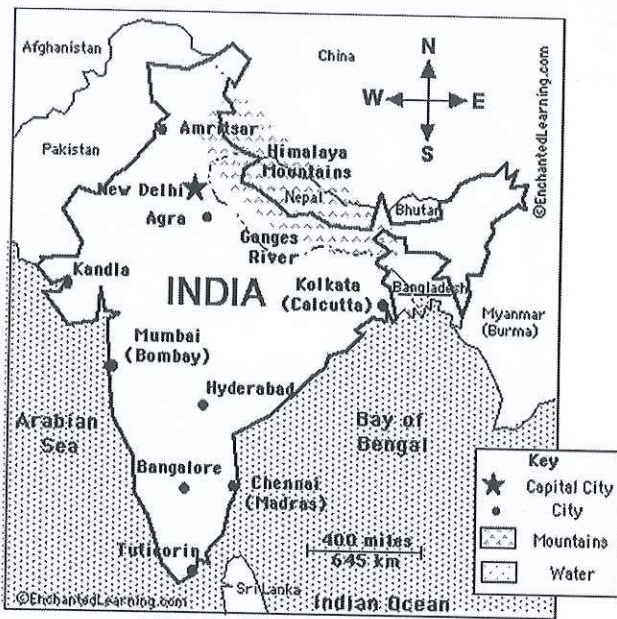 Afghanistan
China
N
W E
S
©EnchantedLearning.com
Pakistan
Amritsar
Himalaya
Mountains
New Delhi
Nepal
Bhutan
Agra
Ganges
River
Kandla
INDIA
Kolkata
(Calcutta)
Bangladesh
Myanmar
(Burma)
Mumbai
(Bombay)
Hyderabad
Arabian
Sea
Bay of
Bengal
Bangalore
Chennai
(Madras)
Key
Capital City
City
Mountains
Water
400 miles
645 km
Tuticorin
Sri Lanka
Indian Ocean
©EnchantedLearning.com